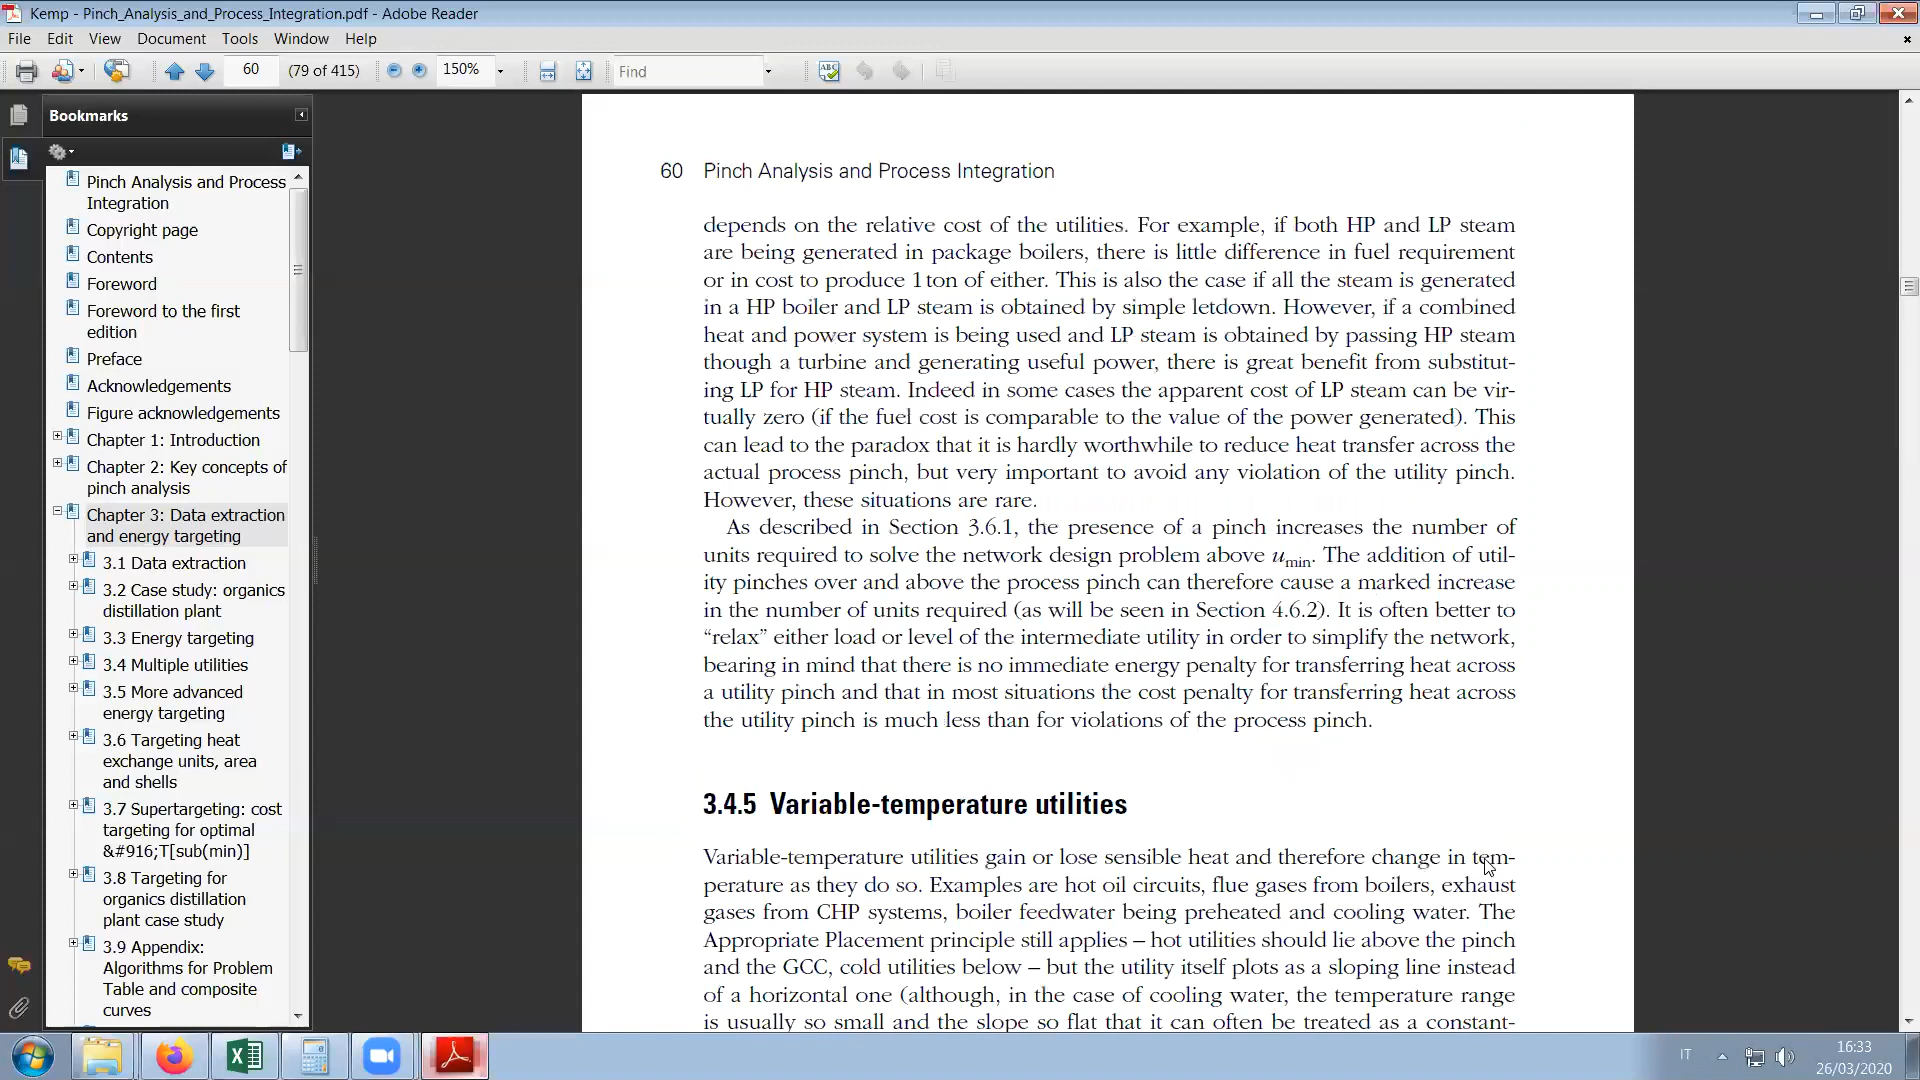 Kemp - Pinch_Analysis_and_Process_Integration.pdf - Adobe Reader
File Edit View Document Tools Window Help
60 (79 of 415) 150% Find
Bookmarks
Pinch Analysis and Process
Integration
Copyright page
Contents
Foreword
Foreword to the first
edition
Preface
Acknowledgements
Figure acknowledgements
Chapter 1: Introduction
Chapter 2: Key concepts of
pinch analysis
Chapter 3: Data extraction
and energy targeting
3.1 Data extraction
3.2 Case study: organics
distillation plant
3.3 Energy targeting
3.4 Multiple utilities
3.5 More advanced
energy targeting
3.6 Targeting heat
exchange units, area
and shells
3.7 Supertargeting: cost
targeting for optimal
&#916;T[sub(min)]
3.8 Targeting for
organics distillation
plant case study
3.9 Appendix:
Algorithms for Problem
Table and composite
curves
60 Pinch Analysis and Process Integration
depends on the relative cost of the utilities. For example, if both HP and LP steam
are being generated in package boilers, there is little difference in fuel requirement
or in cost to produce 1 ton of either. This is also the case if all the steam is generated
in a HP boiler and LP steam is obtained by simple letdown. However, if a combined
heat and power system is being used and LP steam is obtained by passing HP steam
though a turbine and generating useful power, there is great benefit from substitut-
ing LP for HP steam. Indeed in some cases the apparent cost of LP steam can be vir-
tually zero (if the fuel cost is comparable to the value of the power generated). This
can lead to the paradox that it is hardly worthwhile to reduce heat transfer across the
actual process pinch, but very important to avoid any violation of the utility pinch.
However, these situations are rare.
As described in Section 3.6.1, the presence of a pinch increases the number of
units required to solve the network design problem above umin. The addition of util-
ity pinches over and above the process pinch can therefore cause a marked increase
in the number of units required (as will be seen in Section 4.6.2). It is often better to
“relax” either load or level of the intermediate utility in order to simplify the network,
bearing in mind that there is no immediate energy penalty for transferring heat across
a utility pinch and that in most situations the cost penalty for transferring heat across
the utility pinch is much less than for violations of the process pinch.
3.4.5 Variable-temperature utilities
Variable-temperature utilities gain or lose sensible heat and therefore change in tem-
perature as they do so. Examples are hot oil circuits, flue gases from boilers, exhaust
gases from CHP systems, boiler feedwater being preheated and cooling water. The
Appropriate Placement principle still applies – hot utilities should lie above the pinch
and the GCC, cold utilities below – but the utility itself plots as a sloping line instead
of a horizontal one (although, in the case of cooling water, the temperature range
is usually so small and the slope so flat that it can often be treated as a constant-
IT
16:33
26/03/2020